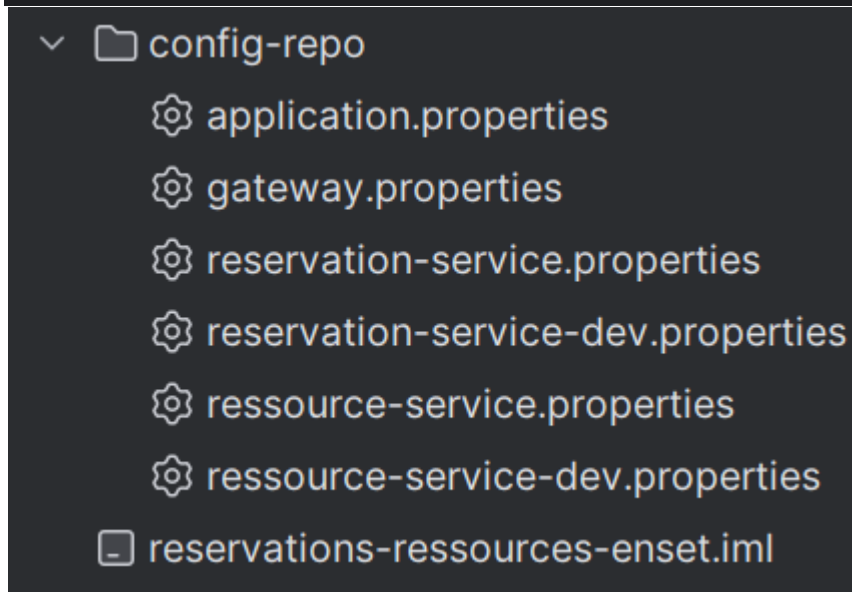 config-repo
application.properties
gateway.properties
reservation-service.properties
reservation-service-dev.properties
ressource-service.properties
ressource-service-dev.properties
reservations-ressources-enset.iml